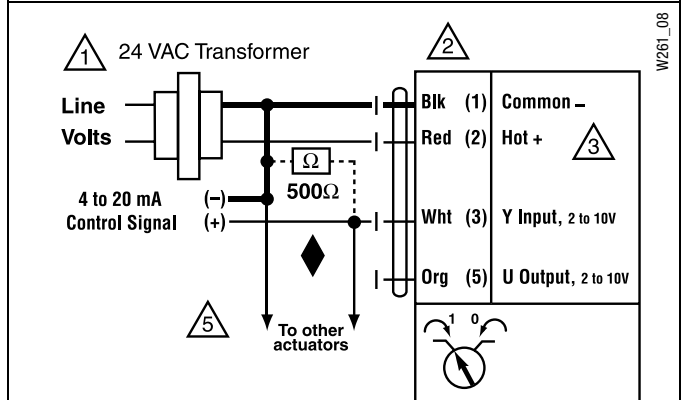 W261_08
1 24 VAC Transformer
2
Line
Volts
Blk (1) Common –
Red (2) Hot +
3
Ω
500Ω
4 to 20 mA (–)
Control Signal (+)
Wht (3) Y Input, 2 to 10V
Org (5) U Output, 2 to 10V
5
To other
actuators
1 0